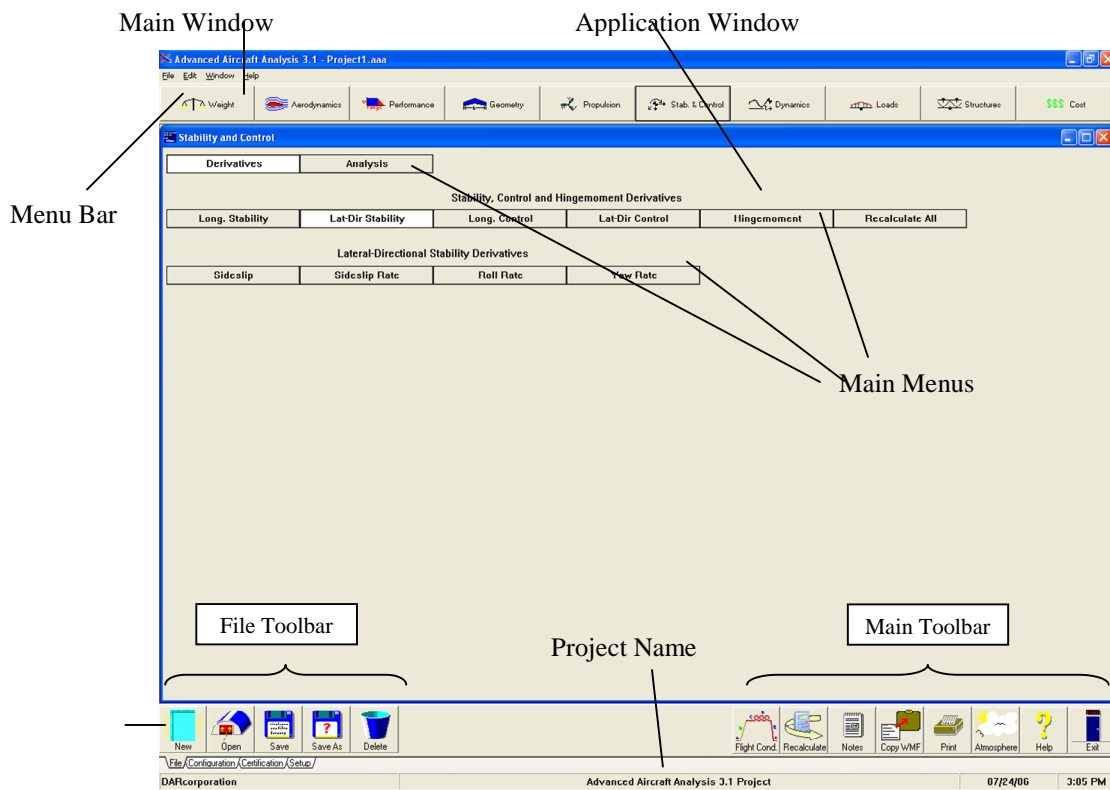 Main Window
Application Window
Advanced Aircraft Analysis 3.1 - Project1.aaa
File Edit Window Help
Weight Aerodynamics Performance Geometry Propulsion Stab. & Control Dynamics Loads Structures $$$ Cost
Stability and Control
Derivatives Analysis
Menu Bar
Stability, Control and Hingemoment Derivatives
Long. Stability Lat-Dir Stability Long. Control Lat-Dir Control Hingemoment Recalculate All
Lateral-Directional Stability Derivatives
Sideslip Sideslip Rate Roll Rate Yaw Rate
Main Menus
File Toolbar
Main Toolbar
Project Name
New Open Save Save As Delete Flight Cond. Recalculate Notes Copy WMF Print Atmosphere Help Exit
File Configuration Certification Setup
DARcorporation Advanced Aircraft Analysis 3.1 Project 07/24/06 3:05 PM